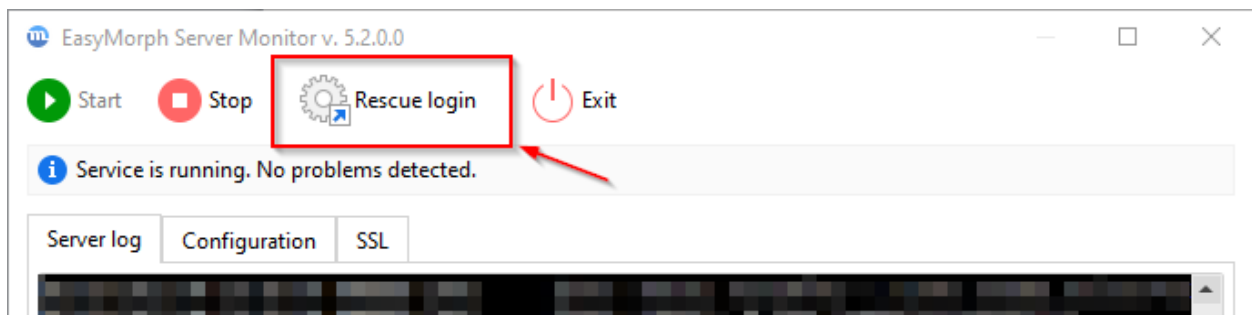 EasyMorph Server Monitor v. 5.2.0.0
Start Stop Rescue login Exit
Service is running. No problems detected.
Server log Configuration SSL